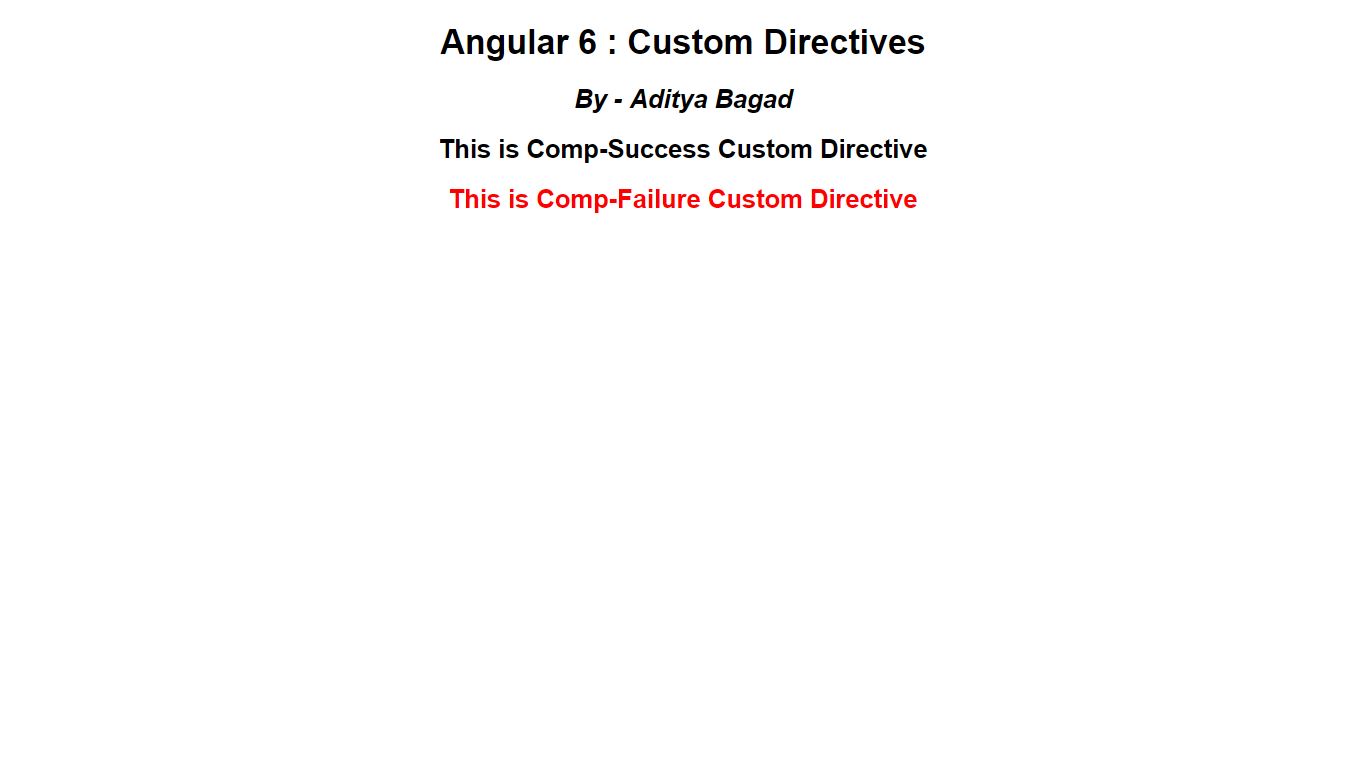 Angular 6 : Custom Directives
By - Aditya Bagad
This is Comp-Success Custom Directive
This is Comp-Failure Custom Directive